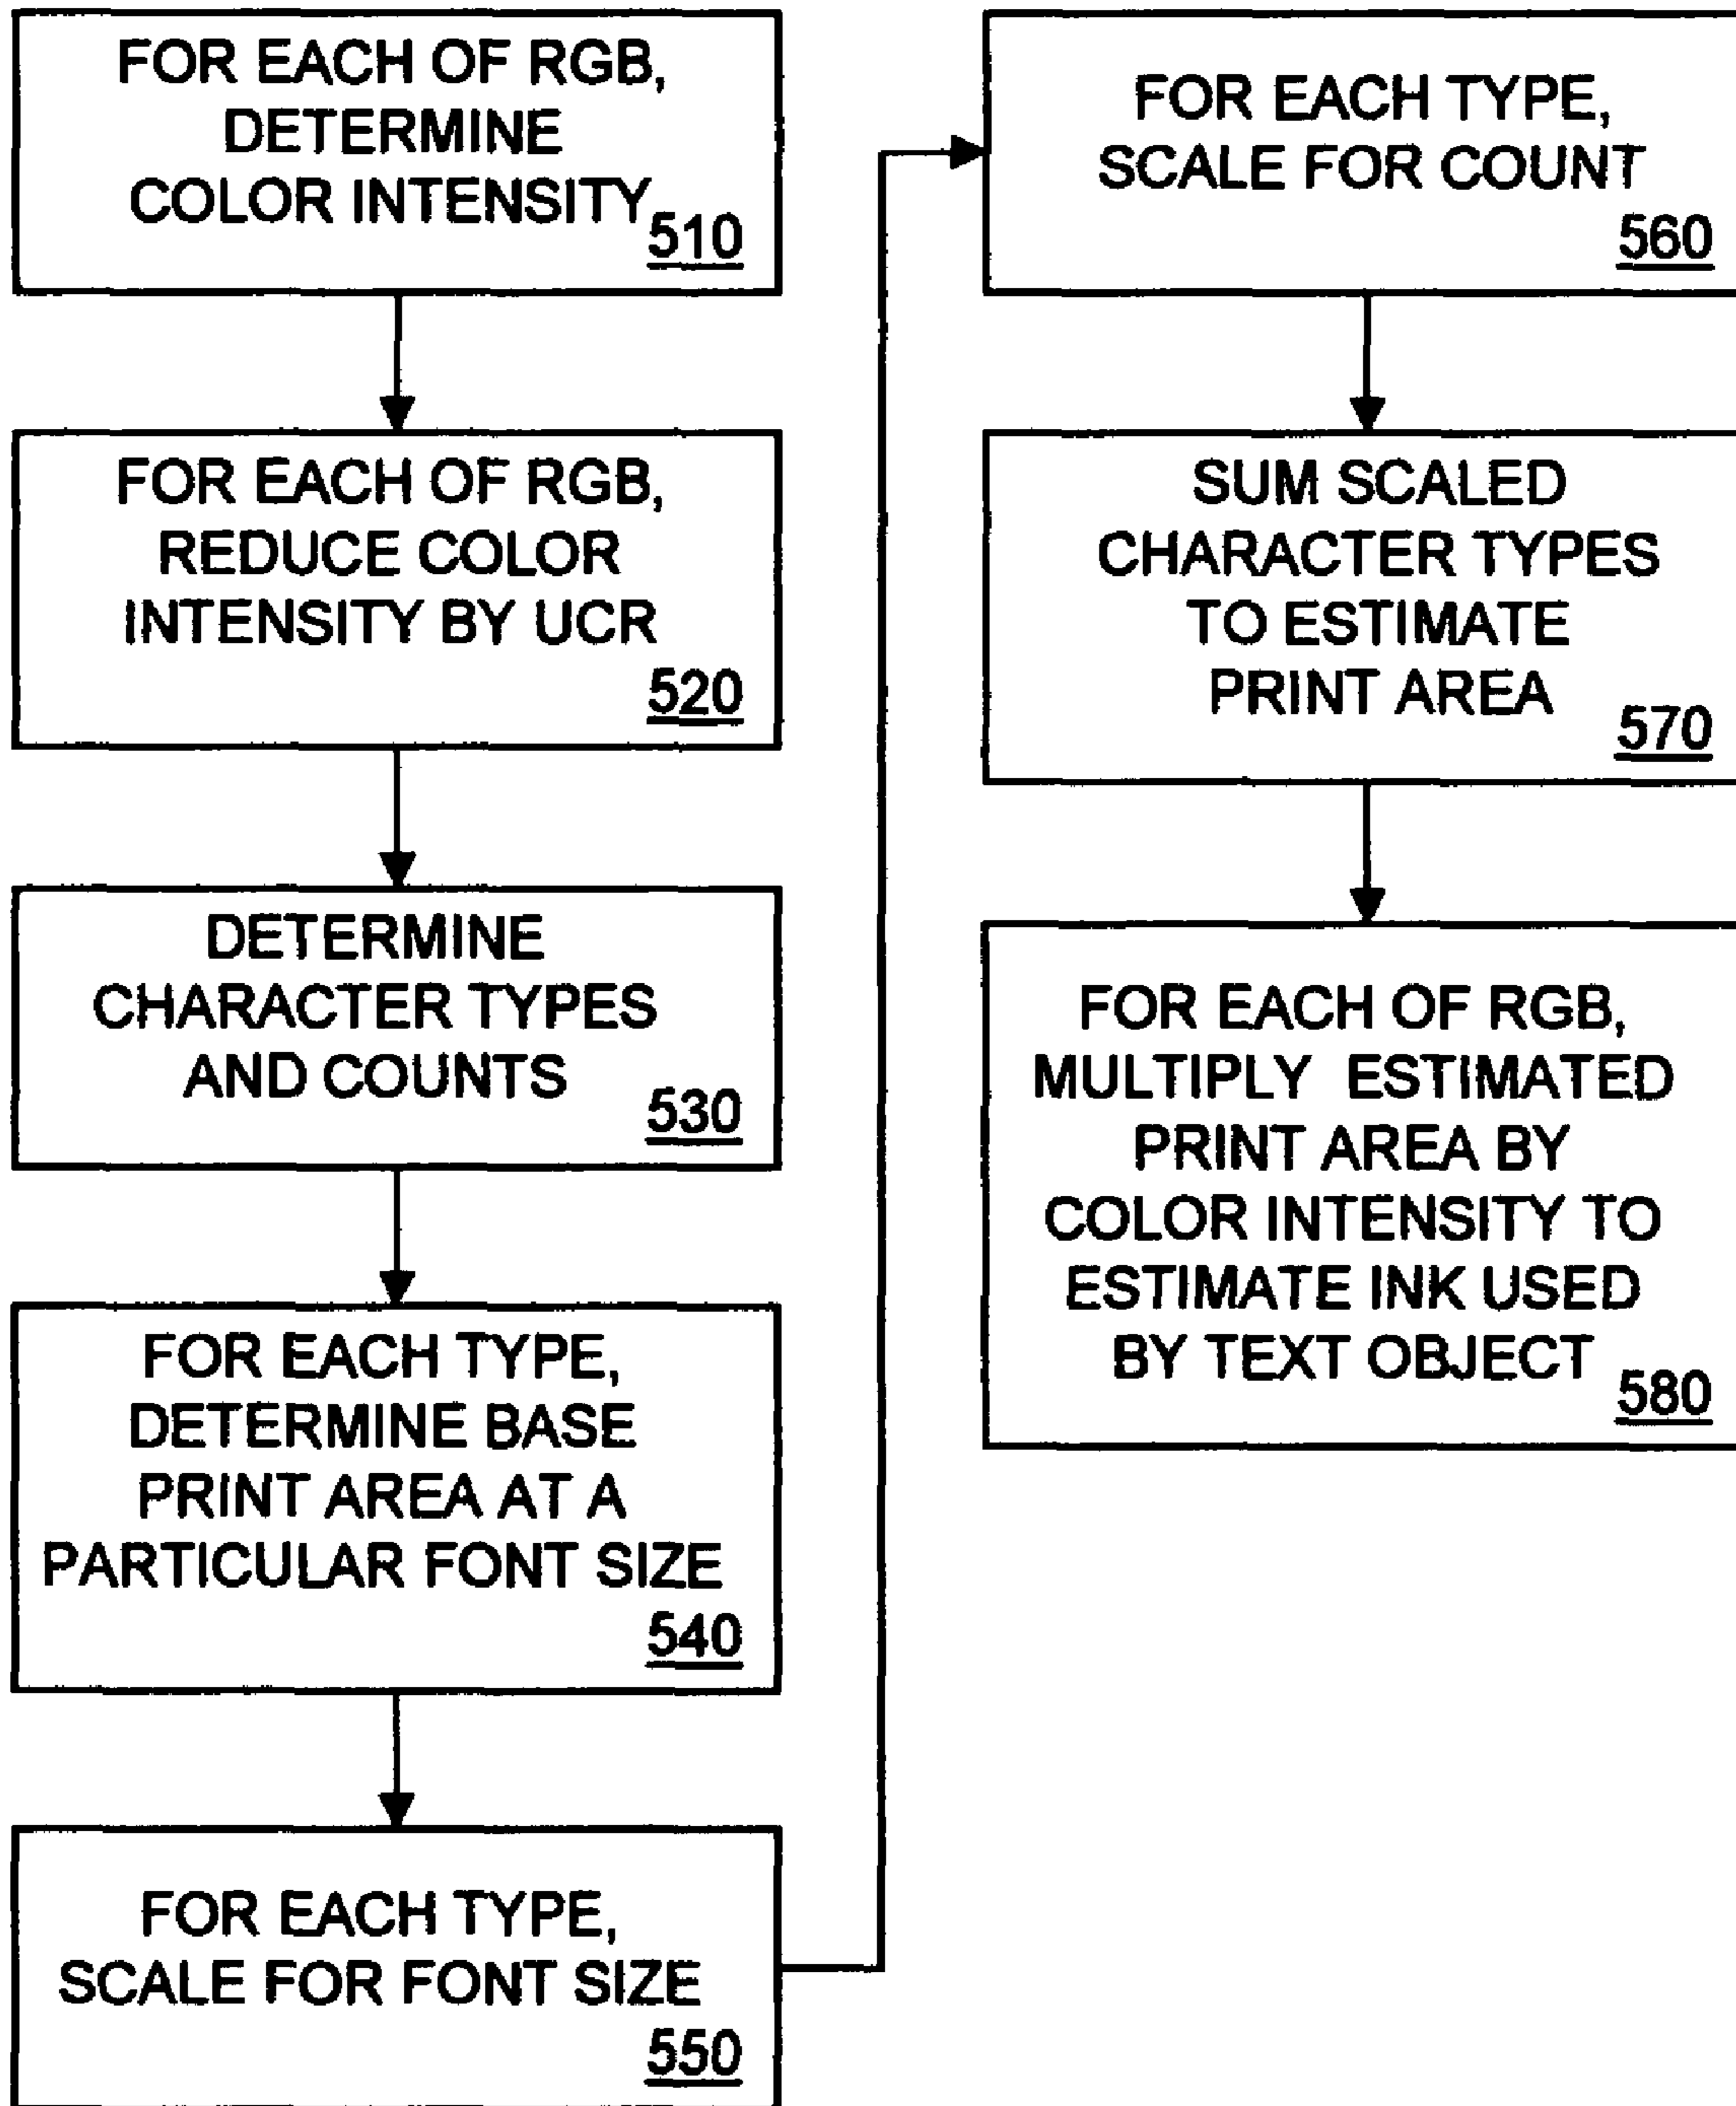 FOR EACH OF RGB,
DETERMINE
COLOR INTENSITY
510
FOR EACH OF RGB,
REDUCE COLOR
INTENSITY BY UCR
520
DETERMINE
CHARACTER TYPES
AND COUNTS
530
FOR EACH TYPE,
DETERMINE BASE
PRINT AREA AT A
PARTICULAR FONT SIZE
540
FOR EACH TYPE,
SCALE FOR FONT SIZE
550
FOR EACH TYPE,
SCALE FOR COUNT
560
SUM SCALED
CHARACTER TYPES
TO ESTIMATE
PRINT AREA
570
FOR EACH OF RGB,
MULTIPLY ESTIMATED
PRINT AREA BY
COLOR INTENSITY TO
ESTIMATE INK USED
BY TEXT OBJECT
580